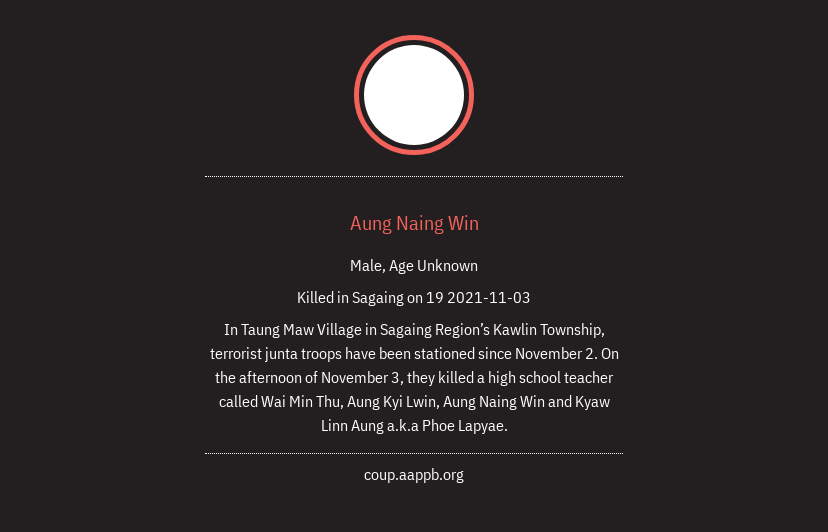 Aung Naing Win
Male, Age Unknown
Killed in Sagaing on 19 2021-11-03
In Taung Maw Village in Sagaing Region’s Kawlin Township,
terrorist junta troops have been stationed since November 2. On
the afternoon of November 3, they killed a high school teacher
called Wai Min Thu, Aung Kyi Lwin, Aung Naing Win and Kyaw
Linn Aung a.k.a Phoe Lapyae.
coup.aappb.org